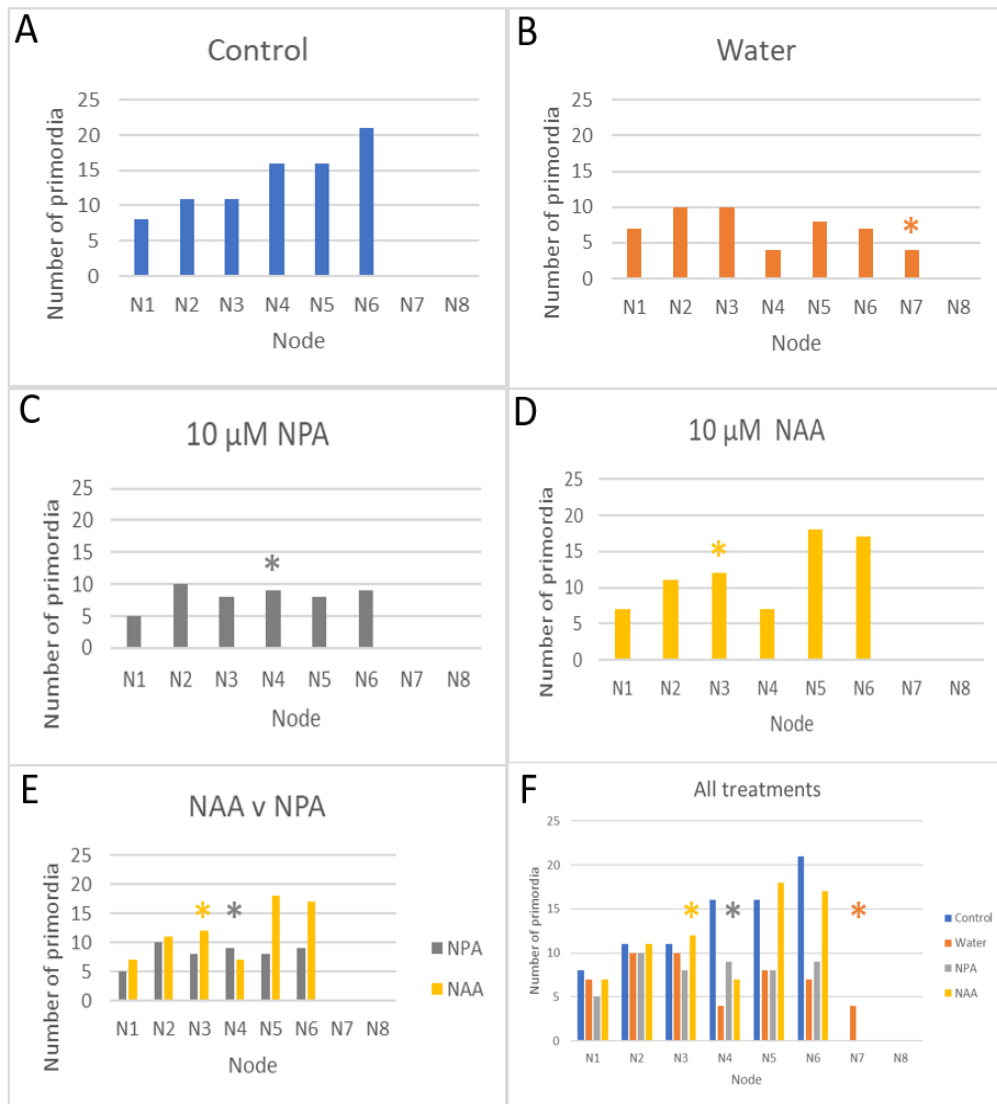 A
Control
Number of primordia
25
20
15
10
5
0
N1 N2 N3 N4 N5 N6 N7 N8
Node
B
Water
Number of primordia
25
20
15
10
5
0
*
N1 N2 N3 N4 N5 N6 N7 N8
Node
C
10 µM NPA
Number of primordia
25
20
15
10
5
0
*
N1 N2 N3 N4 N5 N6 N7 N8
Node
D
10 µM NAA
Number of primordia
25
20
15
10
5
0
*
N1 N2 N3 N4 N5 N6 N7 N8
Node
E
NAA v NPA
Number of primordia
25
20
15
10
5
0
* *
N1 N2 N3 N4 N5 N6 N7 N8
NPA
NAA
F
All treatments
Number of primordia
25
20
15
10
5
0
* * *
N1 N2 N3 N4 N5 N6 N7 N8
Node
Control
Water
NPA
NAA